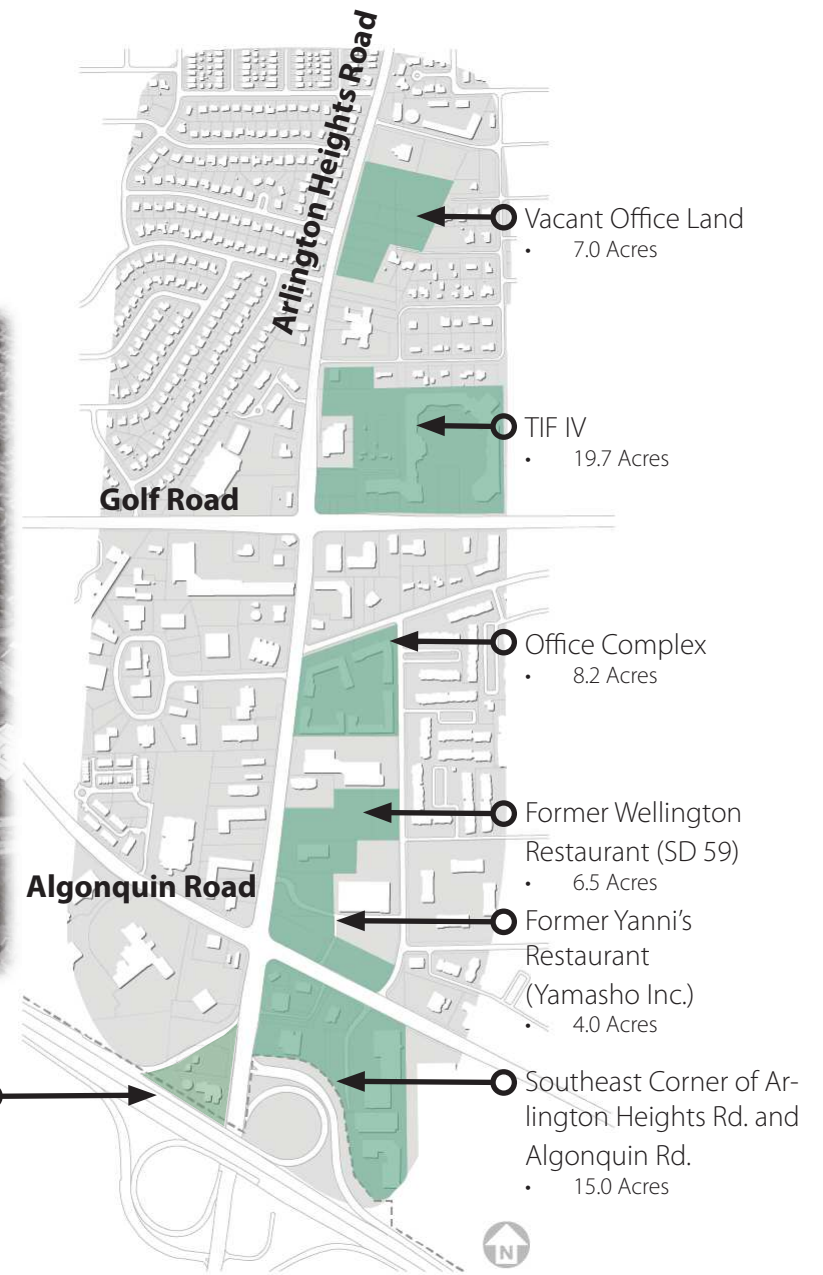 Arlington Heights Road
Vacant Office Land
• 7.0 Acres
TIF IV
• 19.7 Acres
Golf Road
Office Complex
• 8.2 Acres
Former Wellington
Restaurant (SD 59)
• 6.5 Acres
Algonquin Road
Former Yanni's
Restaurant
(Yamasho Inc.)
• 4.0 Acres
Southeast Corner of Ar-
lington Heights Rd. and
Algonquin Rd.
• 15.0 Acres
N